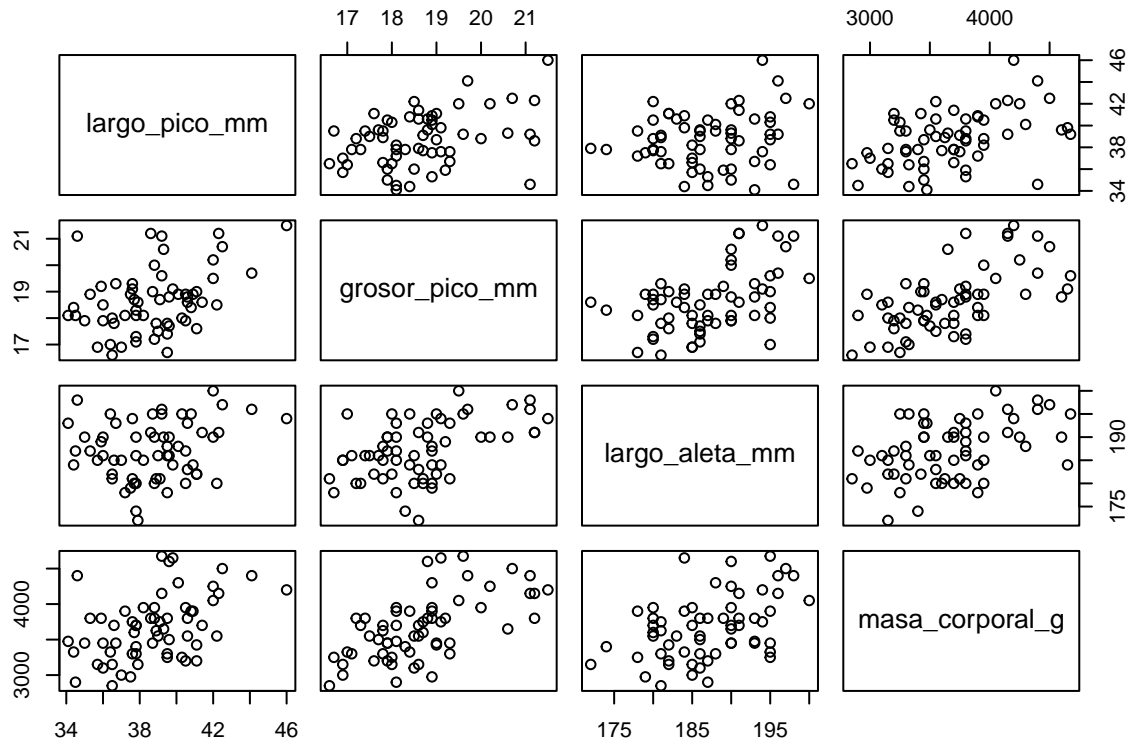 17 18 19 20 21
3000 4000
largo_pico_mm
34 38 42 46
17 19 21
grosor_pico_mm
largo_aleta_mm
175 190
3000 4000
masa_corporal_g
34 38 42 46
175 185 195